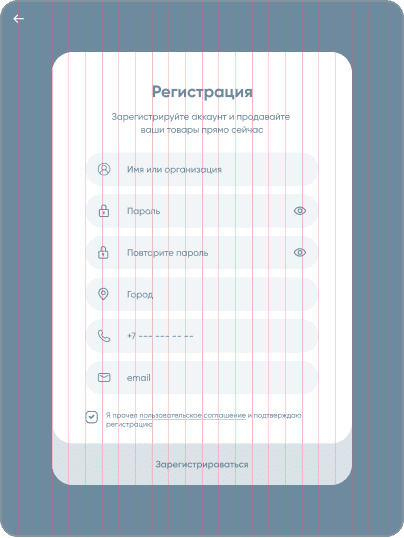 Регистрация
Зарегистрируйте аккаунт и продавайте
ваши товары прямо сейчас
Имя или организация
Пароль
Повторите пароль
Город
+7 --- --- -- --
email
Я прочел пользовательское соглашение и подтверждаю
регистрацию
Зарегистрироваться